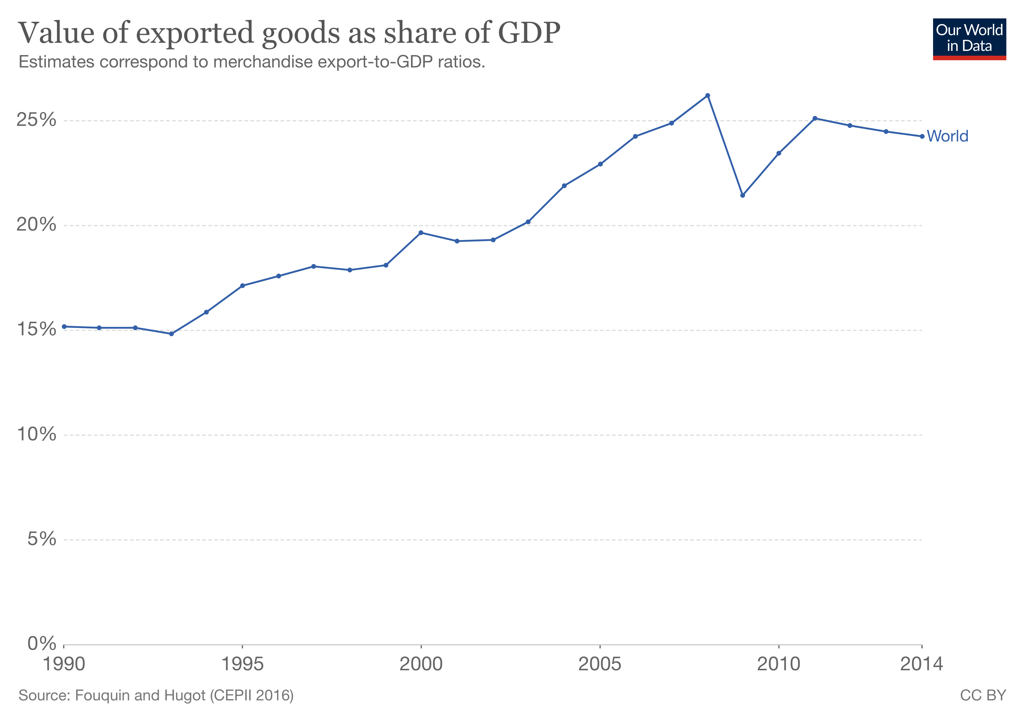 Value of exported goods as share of GDP
Estimates correspond to merchandise export-to-GDP ratios.
Our World
in Data
25%
World
20%
15%
10%
5%
0%
1990 1995 2000 2005 2010 2014
Source: Fouquin and Hugot (CEPII 2016)
CC BY